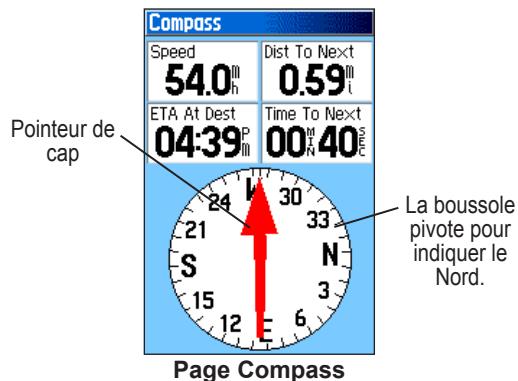 Compass
Speed
Dist To Next
54.0 mh
0.59 mi
ETA At Dest
Time To Next
04:39 Pm
00 MIN 40 SEC
Pointeur de
cap
W
24
30
21
33
S
N
15
3
12
E
6
La boussole
pivote pour
indiquer le
Nord.
Page Compass